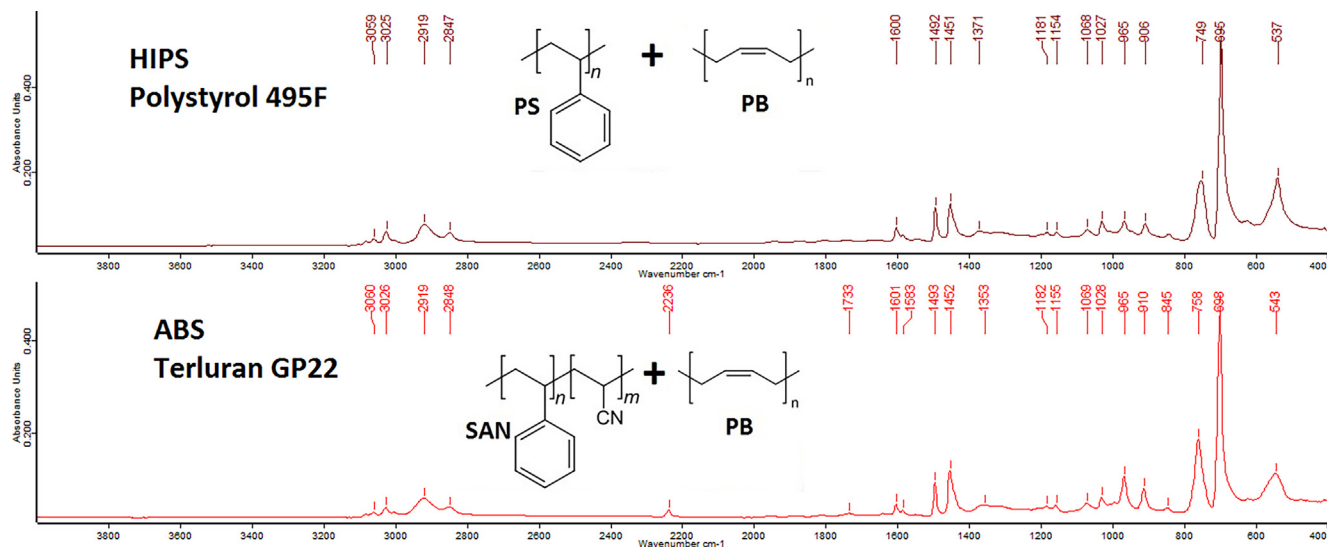 3059 3025 2919 2847 1600 1492 1451 1371 1181 1154 1068 1027 965 906 749 695 537
HIPS
Polystyrol 495F
n + n
PS PB
Absorbance Units
0.400
0.200
3800 3600 3400 3200 3000 2800 2600 2400 2200 2000 1800 1600 1400 1200 1000 800 600 400
Wavenumber cm-1
3060 3026 2919 2848 2236 1733 1601 1583 1493 1452 1353 1182 1155 1069 1028 965 910 845 758 698 543
ABS
Terluran GP22
n m + n
CN
SAN PB
Absorbance Units
0.400
0.200
3800 3600 3400 3200 3000 2800 2600 2400 2200 2000 1800 1600 1400 1200 1000 800 600 400
Wavenumber cm-1